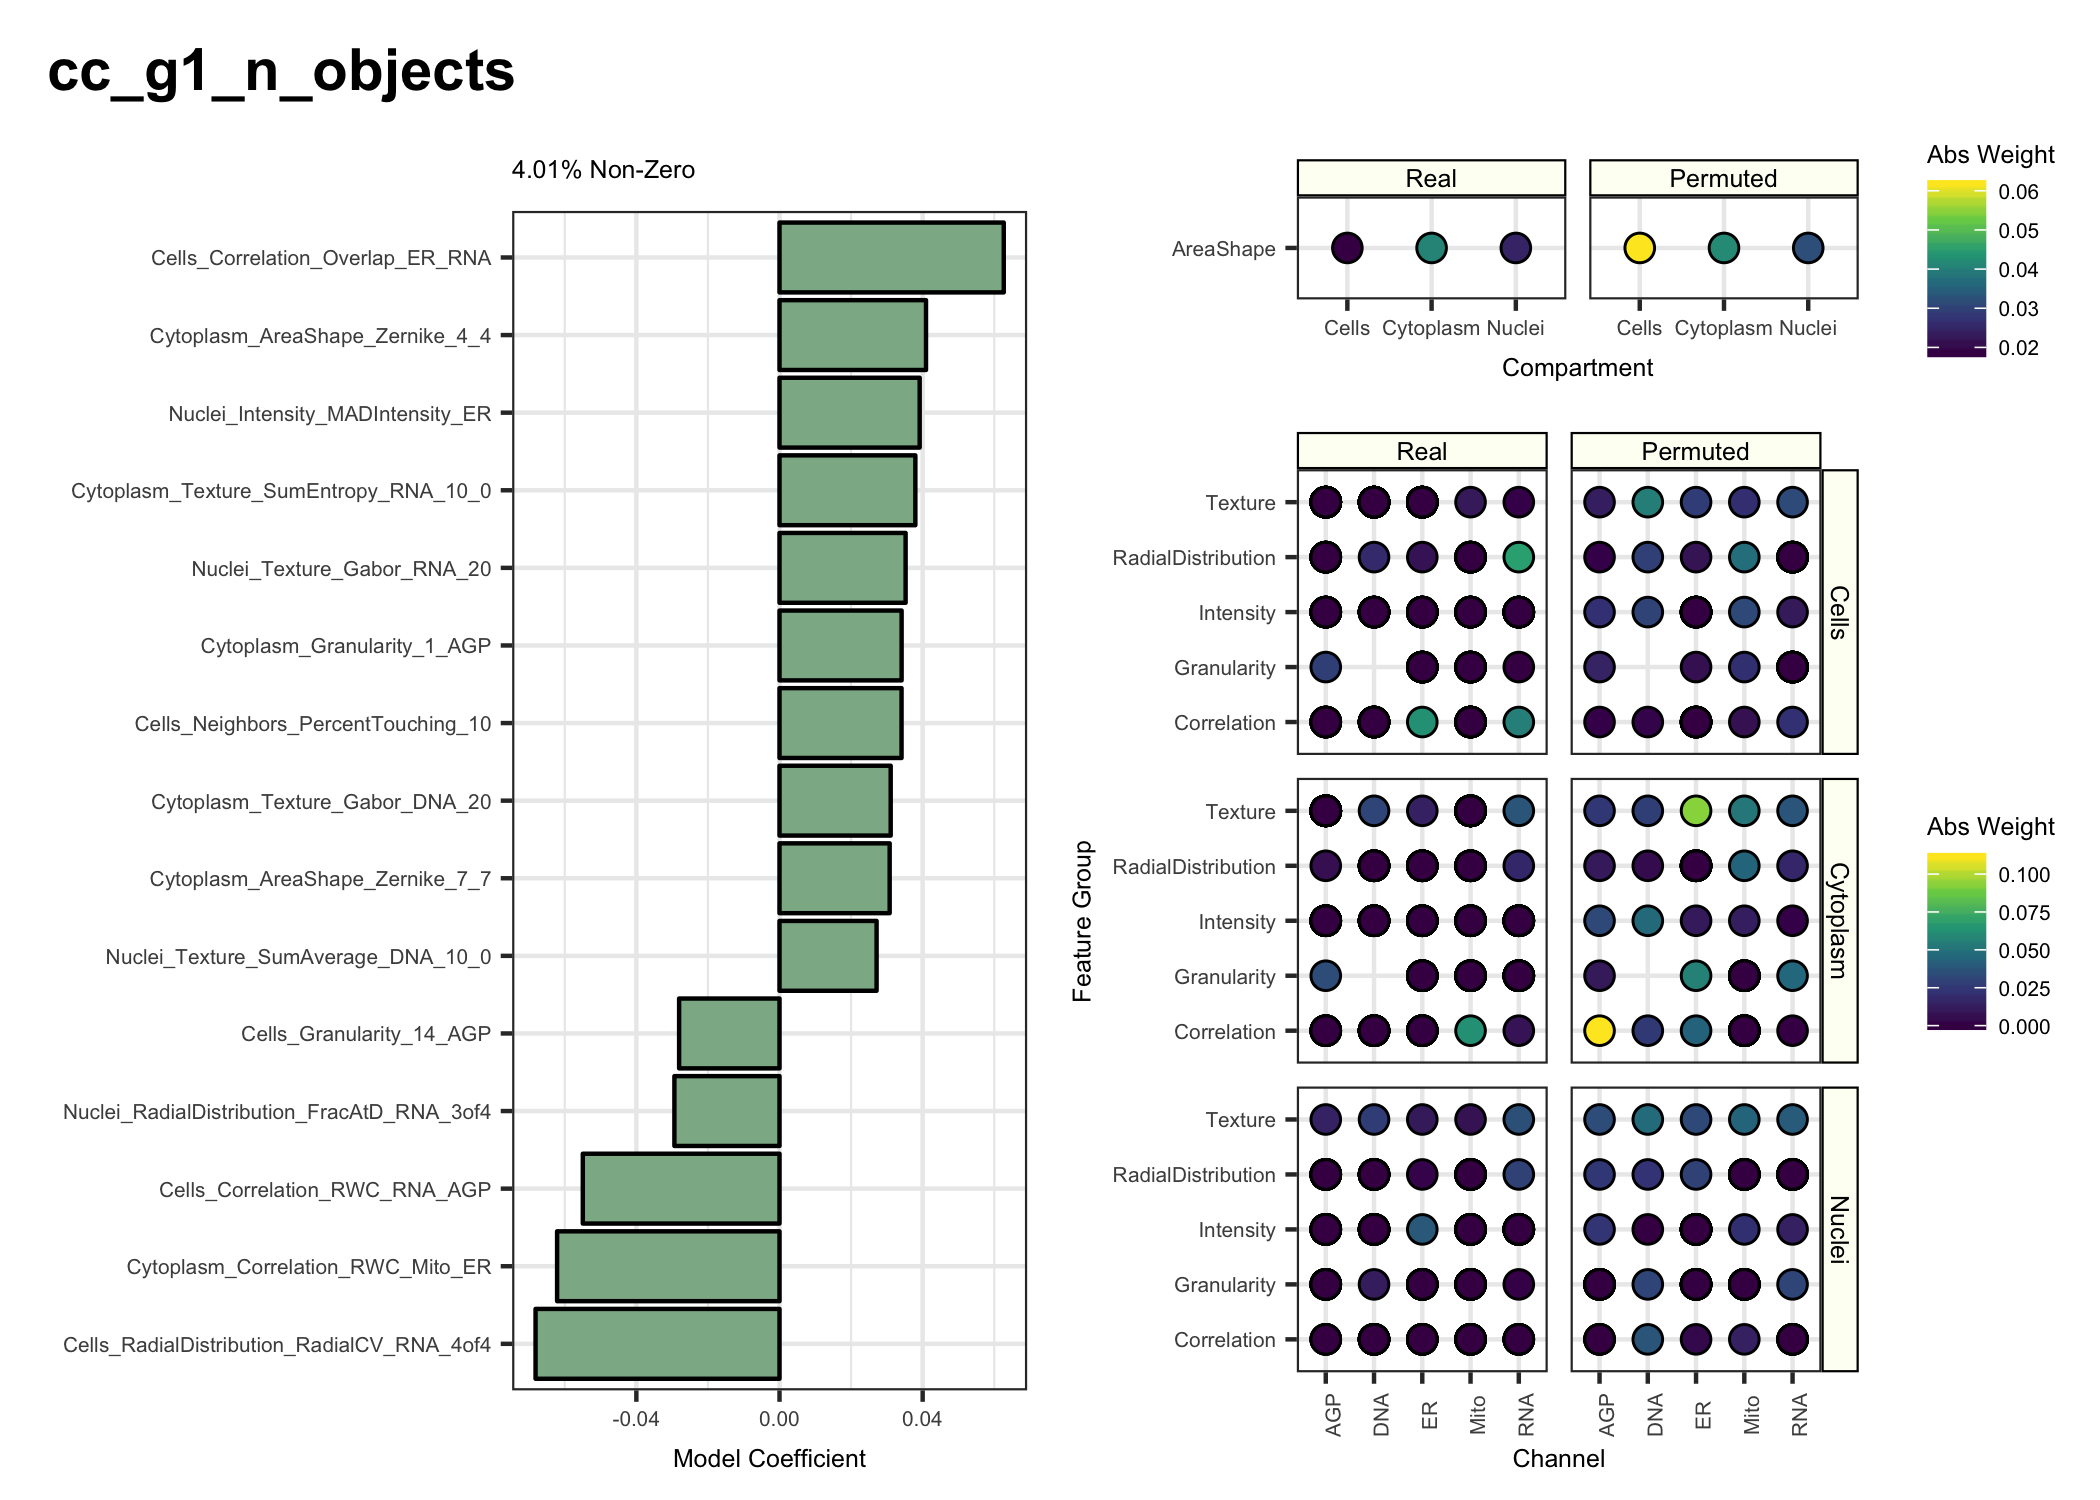 cc_g1_n_objects
4.01% Non-Zero
Cells_Correlation_Overlap_ER_RNA
Cytoplasm_AreaShape_Zernike_4_4
Nuclei_Intensity_MADIntensity_ER
Cytoplasm_Texture_SumEntropy_RNA_10_0
Nuclei_Texture_Gabor_RNA_20
Cytoplasm_Granularity_1_AGP
Cells_Neighbors_PercentTouching_10
Cytoplasm_Texture_Gabor_DNA_20
Cytoplasm_AreaShape_Zernike_7_7
Nuclei_Texture_SumAverage_DNA_10_0
Cells_Granularity_14_AGP
Nuclei_RadialDistribution_FracAtD_RNA_3of4
Cells_Correlation_RWC_RNA_AGP
Cytoplasm_Correlation_RWC_Mito_ER
Cells_RadialDistribution_RadialCV_RNA_4of4
-0.04 0.00 0.04
Model Coefficient
Real Permuted
AreaShape
Cells Cytoplasm Nuclei Cells Cytoplasm Nuclei
Compartment
Abs Weight
0.06
0.05
0.04
0.03
0.02
Real Permuted
Feature Group
Texture
RadialDistribution
Intensity
Granularity
Correlation
Cells
Texture
RadialDistribution
Intensity
Granularity
Correlation
Cytoplasm
Texture
RadialDistribution
Intensity
Granularity
Correlation
Nuclei
AGP DNA ER Mito RNA AGP DNA ER Mito RNA
Channel
Abs Weight
0.100
0.075
0.050
0.025
0.000